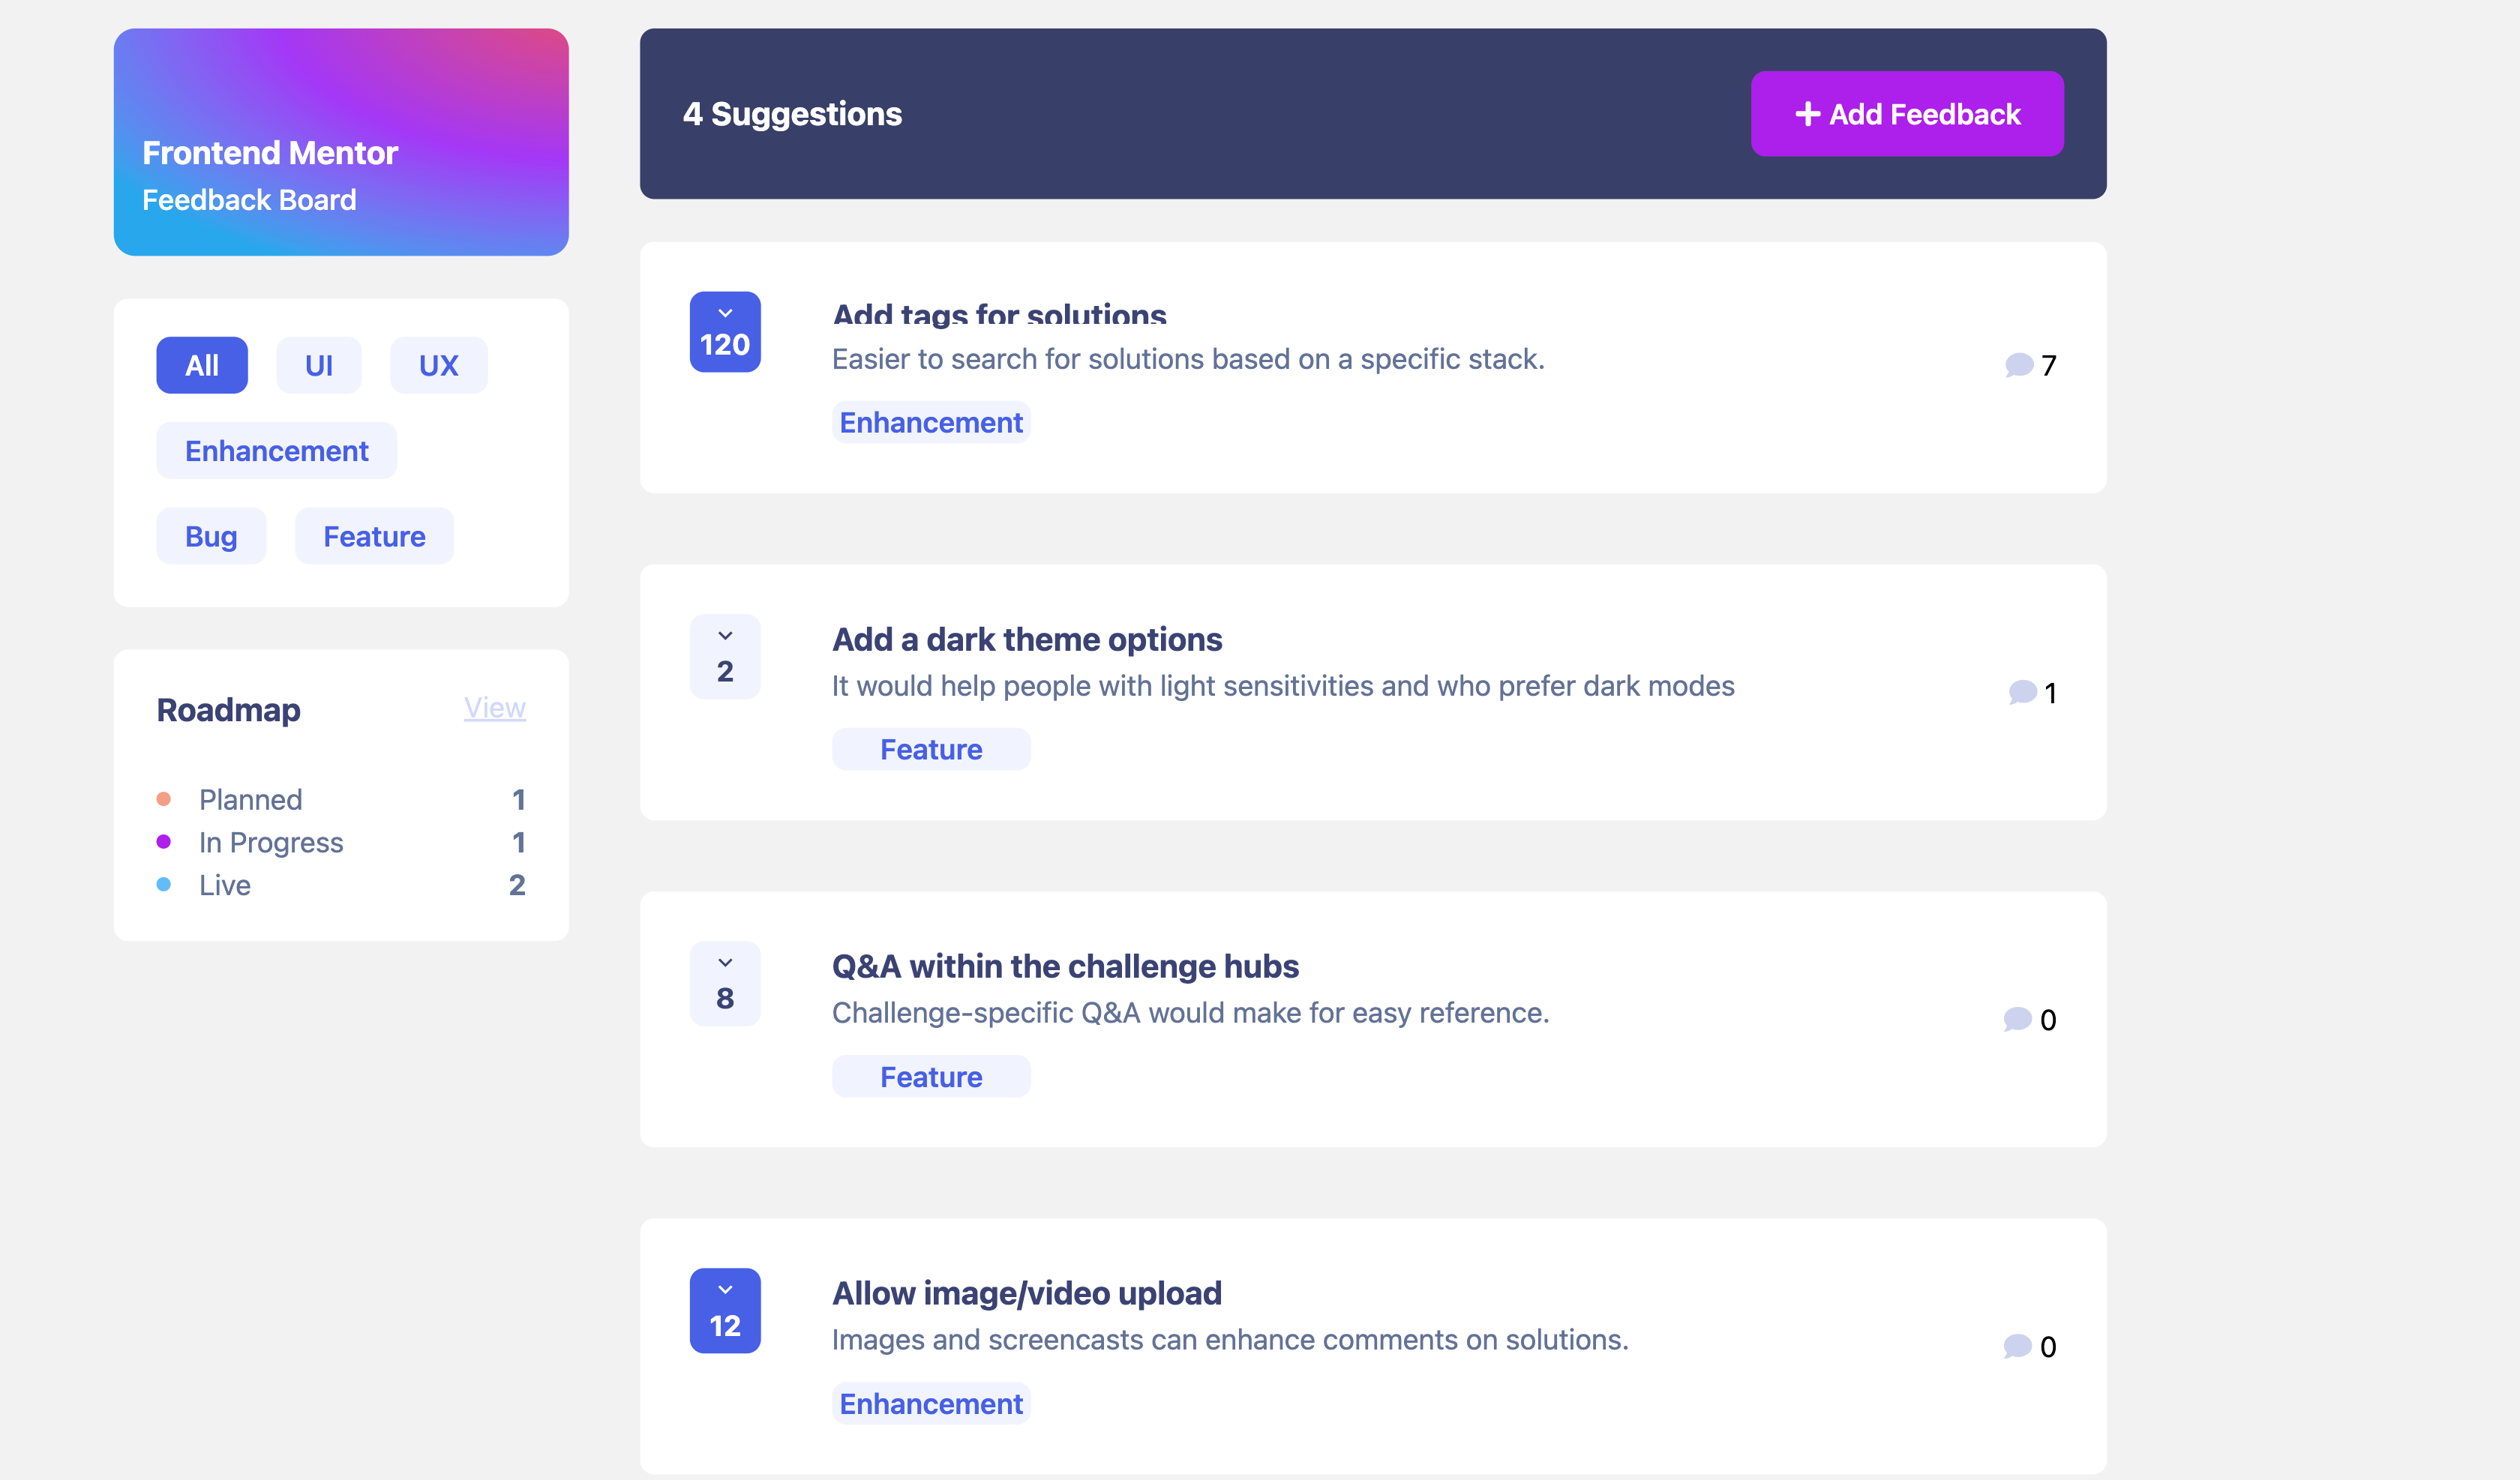 Frontend Mentor
Feedback Board
All
UI
UX
Enhancement
Bug
Feature
Roadmap
View
Planned 1
In Progress 1
Live 2
4 Suggestions
Add Feedback
120
Add tags for solutions
Easier to search for solutions based on a specific stack.
Enhancement
7
2
Add a dark theme options
It would help people with light sensitivities and who prefer dark modes
Feature
1
8
Q&A within the challenge hubs
Challenge-specific Q&A would make for easy reference.
Feature
0
12
Allow image/video upload
Images and screencasts can enhance comments on solutions.
Enhancement
0